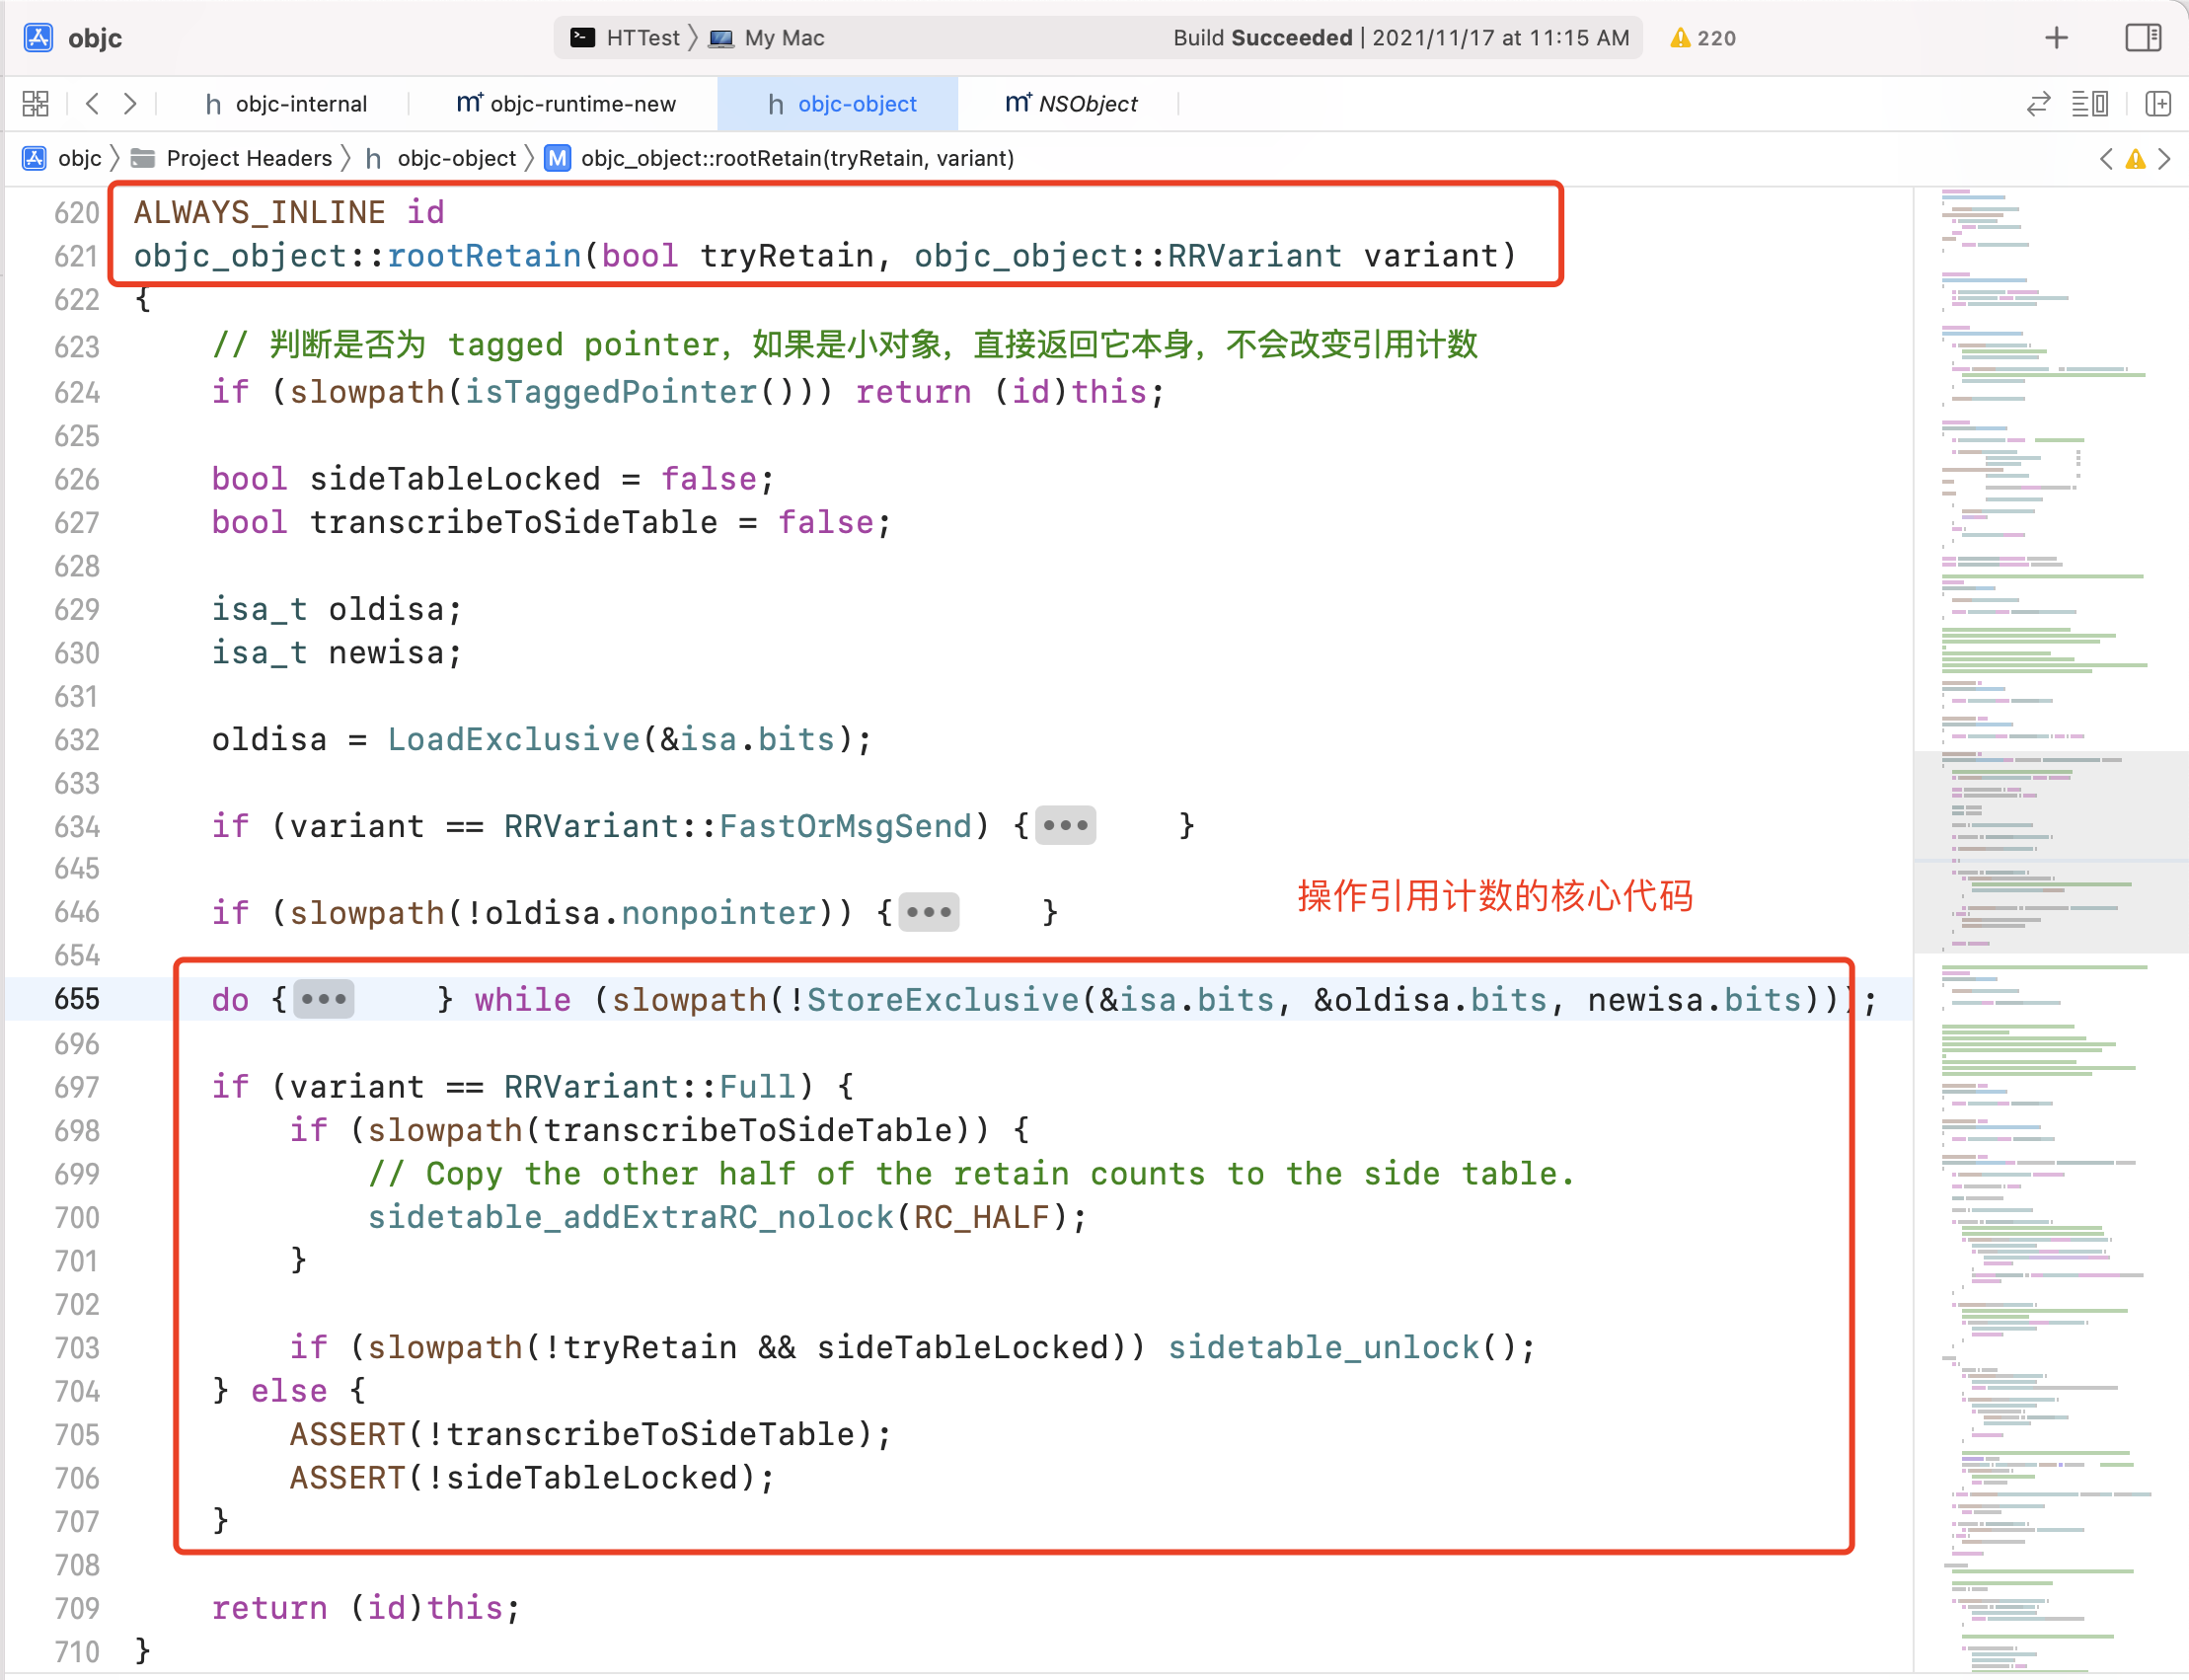 objc
HTTest
My Mac
Build Succeeded | 2021/11/17 at 11:15 AM
220
objc-internal
objc-runtime-new
objc-object
NSObject
objc
Project Headers
objc-object
M
objc_object::rootRetain(tryRetain, variant)
620 ALWAYS_INLINE id
621 objc_object::rootRetain(bool tryRetain, objc_object::RRVariant variant)
622 {
623 // 判断是否为 tagged pointer，如果是小对象，直接返回它本身，不会改变引用计数
624 if (slowpath(isTaggedPointer())) return (id)this;
625
626 bool sideTableLocked = false;
627 bool transcribeToSideTable = false;
628
629 isa_t oldisa;
630 isa_t newisa;
631
632 oldisa = LoadExclusive(&isa.bits);
633
634 if (variant == RRVariant::FastOrMsgSend) {••• }
645
操作引用计数的核心代码
646 if (slowpath(!oldisa.nonpointer)) {••• }
654
655 do {••• } while (slowpath(!StoreExclusive(&isa.bits, &oldisa.bits, newisa.bits)));
696
697 if (variant == RRVariant::Full) {
698 if (slowpath(transcribeToSideTable)) {
699 // Copy the other half of the retain counts to the side table.
700 sidetable_addExtraRC_nolock(RC_HALF);
701 }
702
703 if (slowpath(!tryRetain && sideTableLocked)) sidetable_unlock();
704 } else {
705 ASSERT(!transcribeToSideTable);
706 ASSERT(!sideTableLocked);
707 }
708
709 return (id)this;
710 }